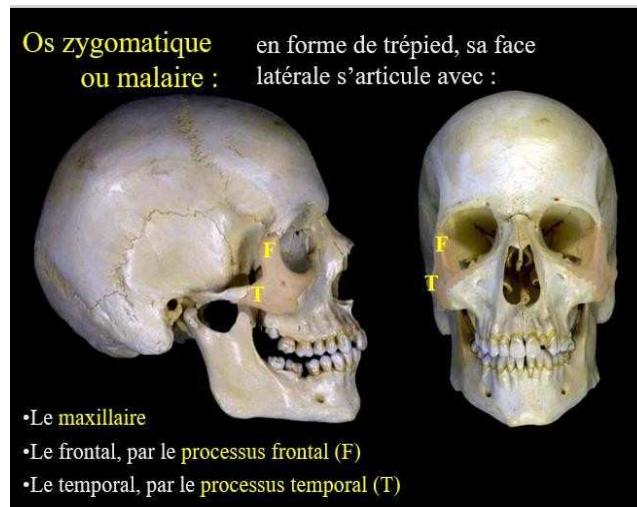 Os zygomatique
ou malaire :
en forme de trépied, sa face
latérale s’articule avec :
F
T
F
T
•Le maxillaire
•Le frontal, par le processus frontal (F)
•Le temporal, par le processus temporal (T)